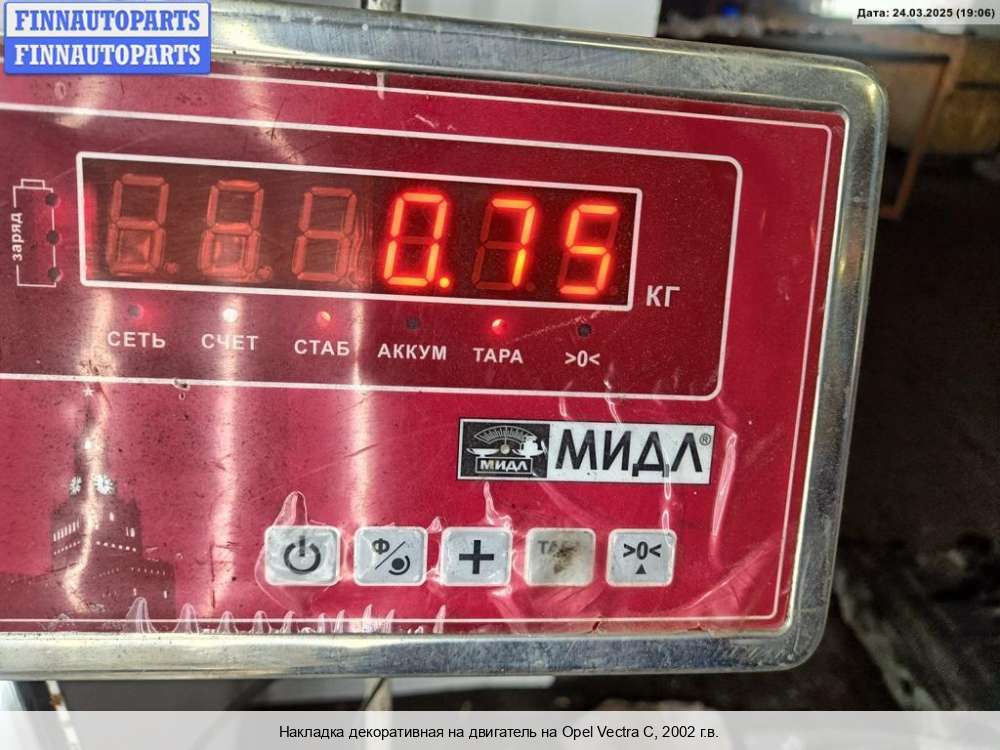 FINNAUTOPARTS
FINNAUTOPARTS
Дата: 24.03.2025 (19:06)
заряд
0.75
КГ
СЕТЬ СЧЕТ СТАБ АККУМ ТАРА >0<
МИДЛ МИДЛ®
Ф + ТАРА >0<
Накладка декоративная на двигатель на Opel Vectra C, 2002 г.в.